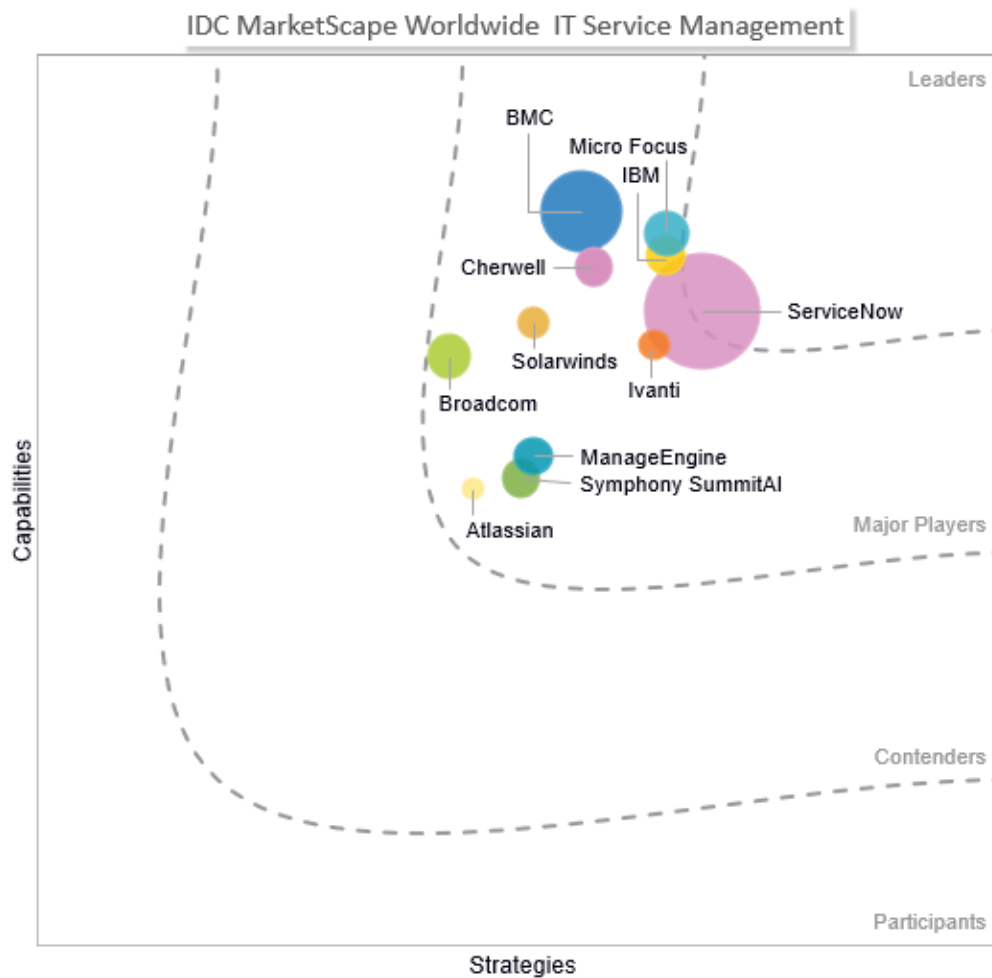 IDC MarketScape Worldwide IT Service Management
Leaders
BMC
Micro Focus
IBM
Cherwell
ServiceNow
Solarwinds
Ivanti
Broadcom
ManageEngine
Symphony SummitAI
Atlassian
Major Players
Capabilities
Contenders
Participants
Strategies